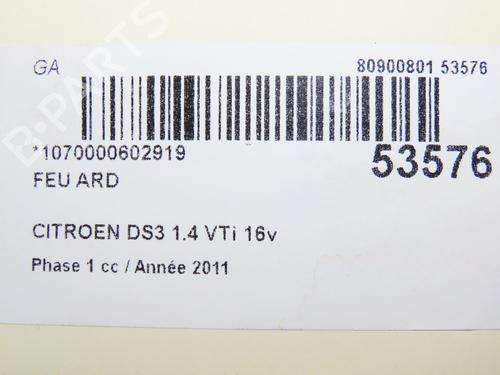 GA
80900801 53576
*1070000602919
53576
FEU ARD
CITROEN DS3 1.4 VTi 16v
Phase 1 cc / Année 2011
B-PARTS